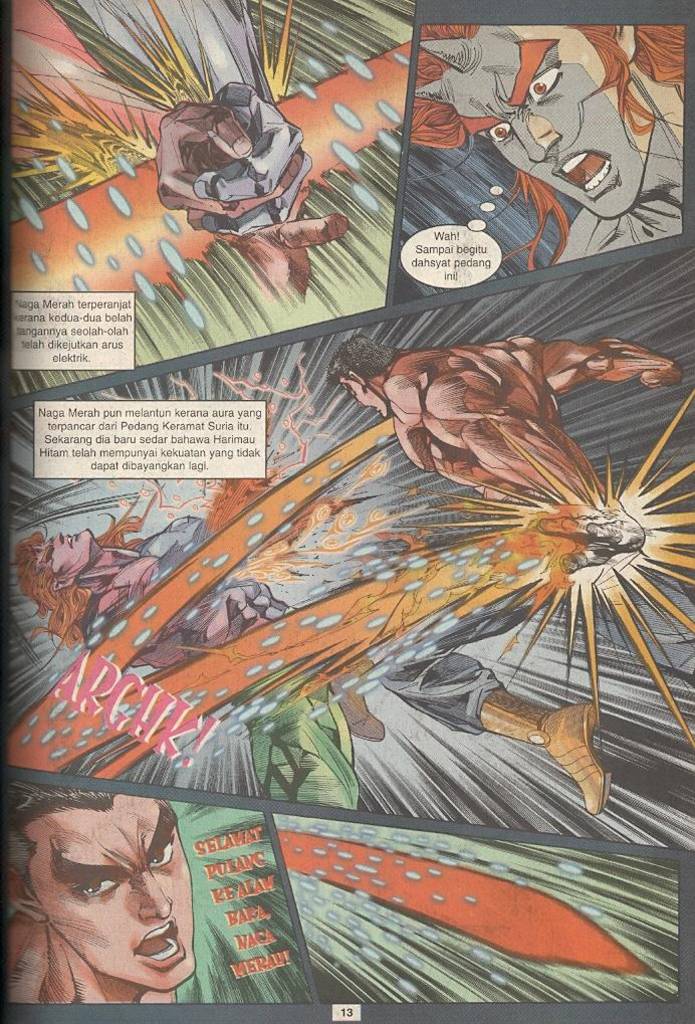 Wah!
Sampai begitu
dahsyat pedang
ini!
Naga Merah terperanjat
kerana kedua-dua belah
tangannya seolah-olah
telah dikejutkan arus
elektrik.
Naga Merah pun melantun kerana aura yang
terpancar dari Pedang Keramat Suria itu.
Sekarang dia baru sedar bahawa Harimau
Hitam telah mempunyai kekuatan yang tidak
dapat dibayangkan lagi.
ARGHK!
SELAMAT
PULANG
KE ALAM
BAKA,
NAGA
MERAH!
13